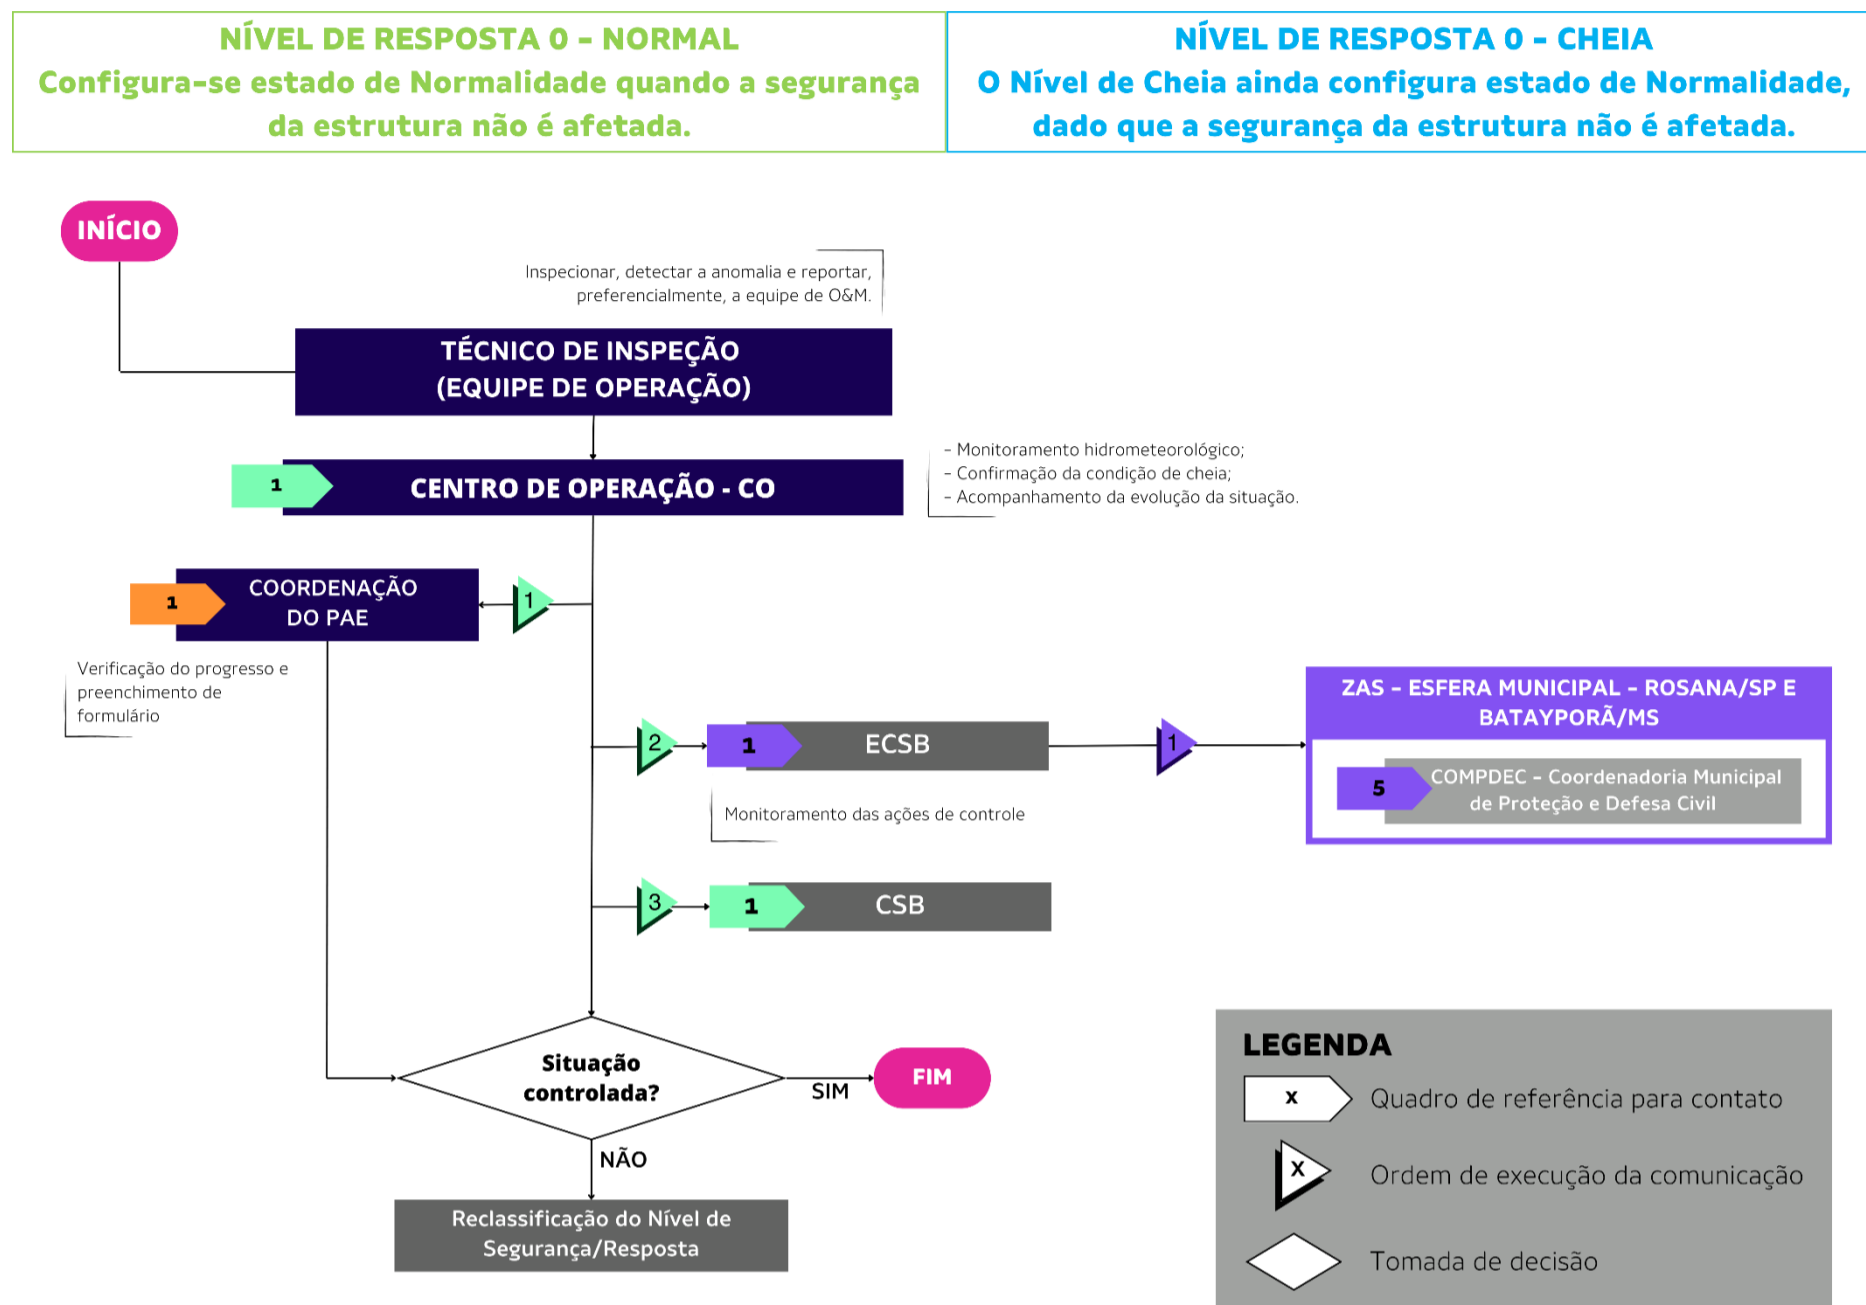 NÍVEL DE RESPOSTA 0 – NORMAL
Configura-se estado de Normalidade quando a segurança
da estrutura não é afetada.
NÍVEL DE RESPOSTA 0 – CHEIA
O Nível de Cheia ainda configura estado de Normalidade,
dado que a segurança da estrutura não é afetada.
INÍCIO
Inspecionar, detectar a anomalia e reportar,
preferencialmente, a equipe de O&M.
TÉCNICO DE INSPEÇÃO
(EQUIPE DE OPERAÇÃO)
1
CENTRO DE OPERAÇÃO - CO
- Monitoramento hidrometeorológico;
- Confirmação da condição de cheia;
- Acompanhamento da evolução da situação.
1
COORDENAÇÃO
DO PAE
1
Verificação do progresso e
preenchimento de
formulário
2
1
ECSB
1
Monitoramento das ações de controle
ZAS – ESFERA MUNICIPAL – ROSANA/SP E
BATAYPORÃ/MS
5
COMPDEC – Coordenadoria Municipal
de Proteção e Defesa Civil
3
1
CSB
Situação
controlada?
SIM
FIM
NÃO
Reclassificação do Nível de
Segurança/Resposta
LEGENDA
x
Quadro de referência para contato
X
Ordem de execução da comunicação
Tomada de decisão